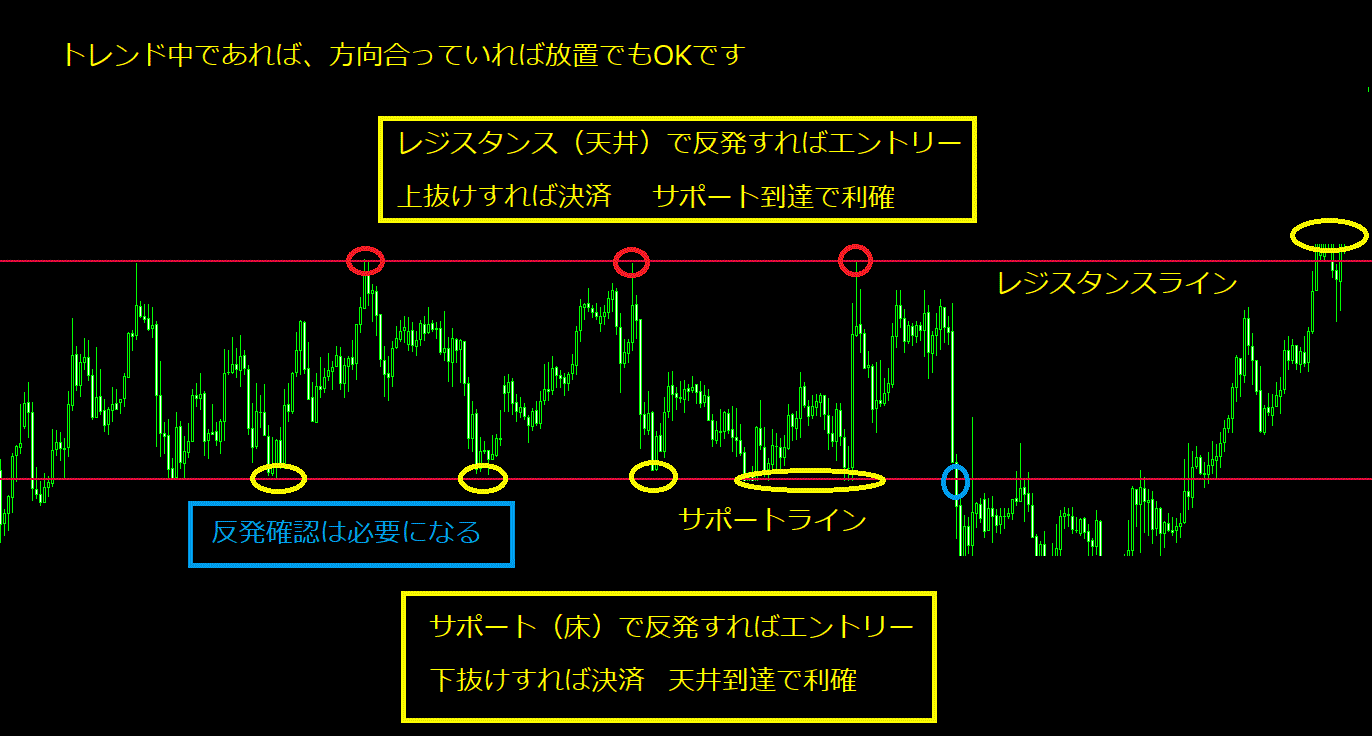 トレンド中であれば、方向合っていれば放置でもOKです
レジスタンス（天井）で反発すればエントリー
上抜けすれば決済　サポート到達で利確
レジスタンスライン
サポートライン
反発確認は必要になる
サポート（床）で反発すればエントリー
下抜けすれば決済　天井到達で利確